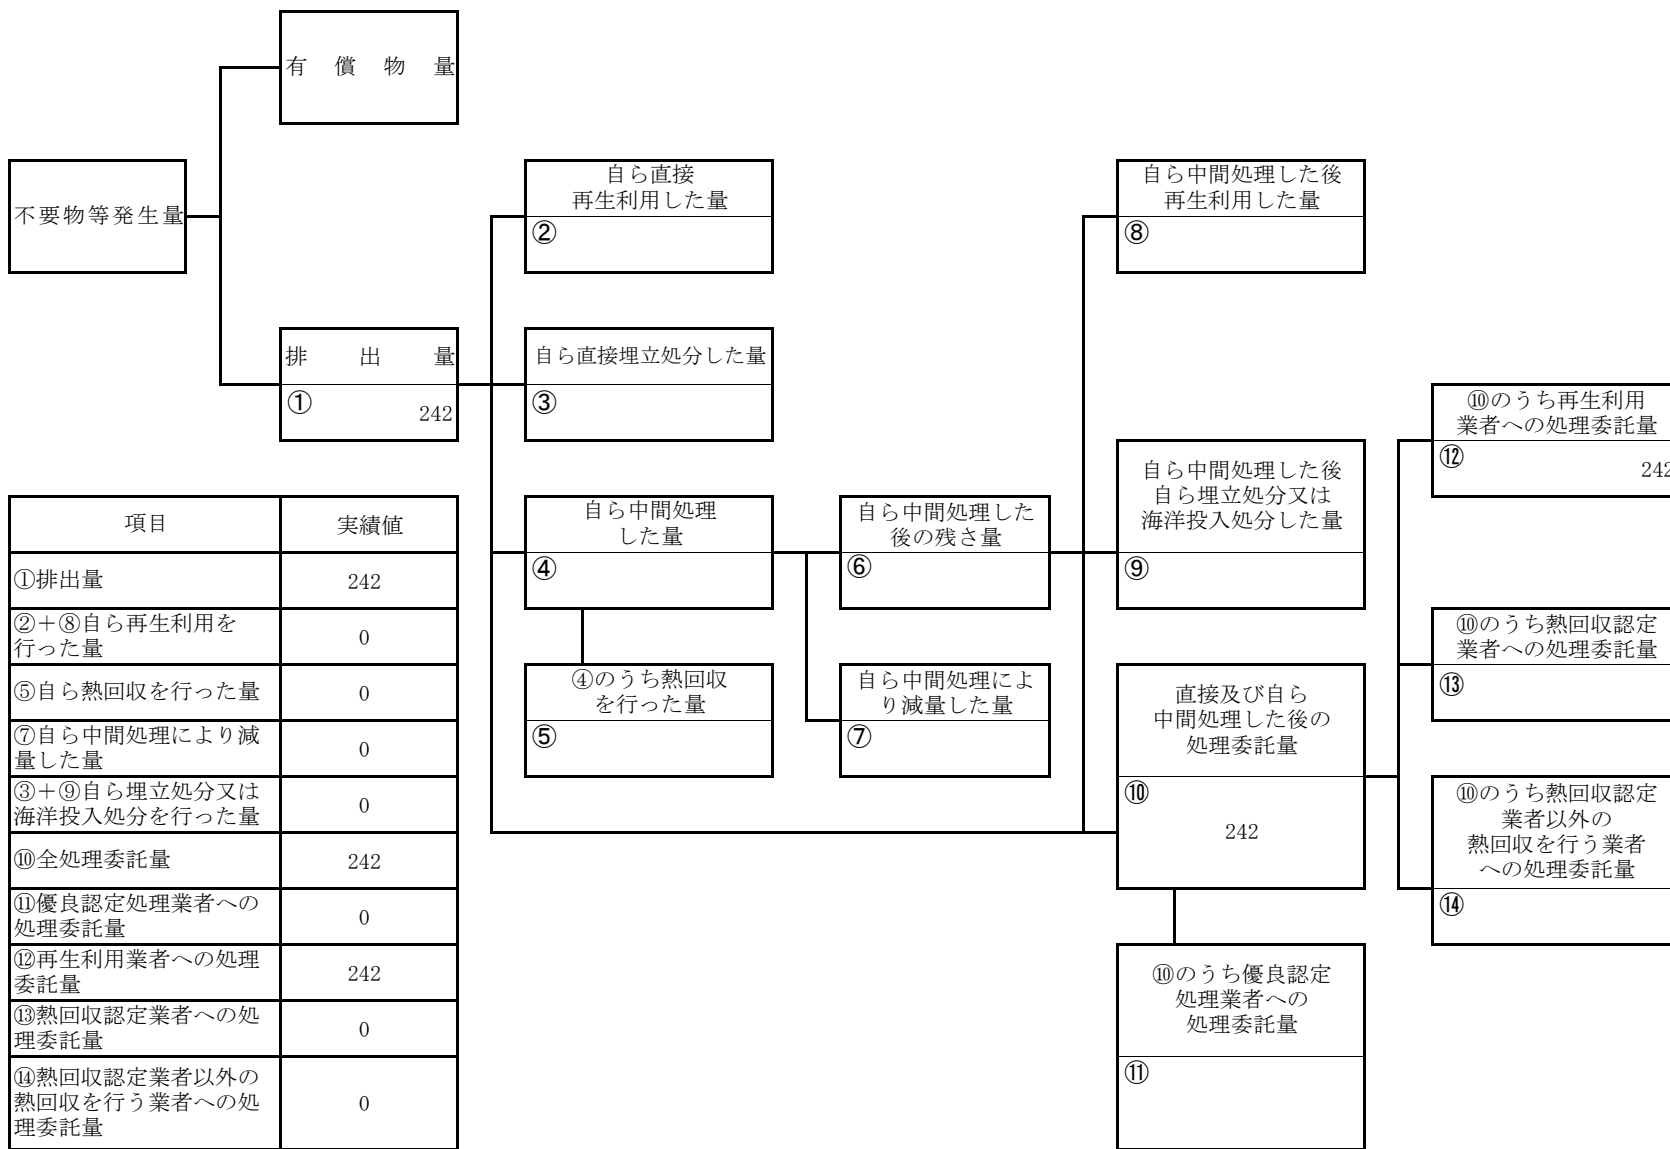 有償物量
不要物等発生量
自ら直接
再生利用した量
②
自ら中間処理した後
再生利用した量
⑧
排出量
①
242
自ら直接埋立処分した量
③
⑩のうち再生利用
業者への処理委託量
⑫
242
自ら中間処理した後
自ら埋立処分又は
海洋投入処分した量
⑨
自ら中間処理
した量
④
自ら中間処理した
後の残さ量
⑥
⑩のうち熱回収認定
業者への処理委託量
⑬
④のうち熱回収
を行った量
⑤
自ら中間処理によ
り減量した量
⑦
直接及び自ら
中間処理した後の
処理委託量
⑩
242
⑩のうち熱回収認定
業者以外の
熱回収を行う業者
への処理委託量
⑭
⑩のうち優良認定
処理業者への
処理委託量
⑪
項目 実績値
①排出量 242
②+⑧自ら再生利用を
行った量 0
⑤自ら熱回収を行った量 0
⑦自ら中間処理により減
量した量 0
③+⑨自ら埋立処分又は
海洋投入処分を行った量 0
⑩全処理委託量 242
⑪優良認定処理業者への
処理委託量 0
⑫再生利用業者への処理
委託量 242
⑬熱回収認定業者への処
理委託量 0
⑭熱回収認定業者以外の
熱回収を行う業者への処
理委託量 0